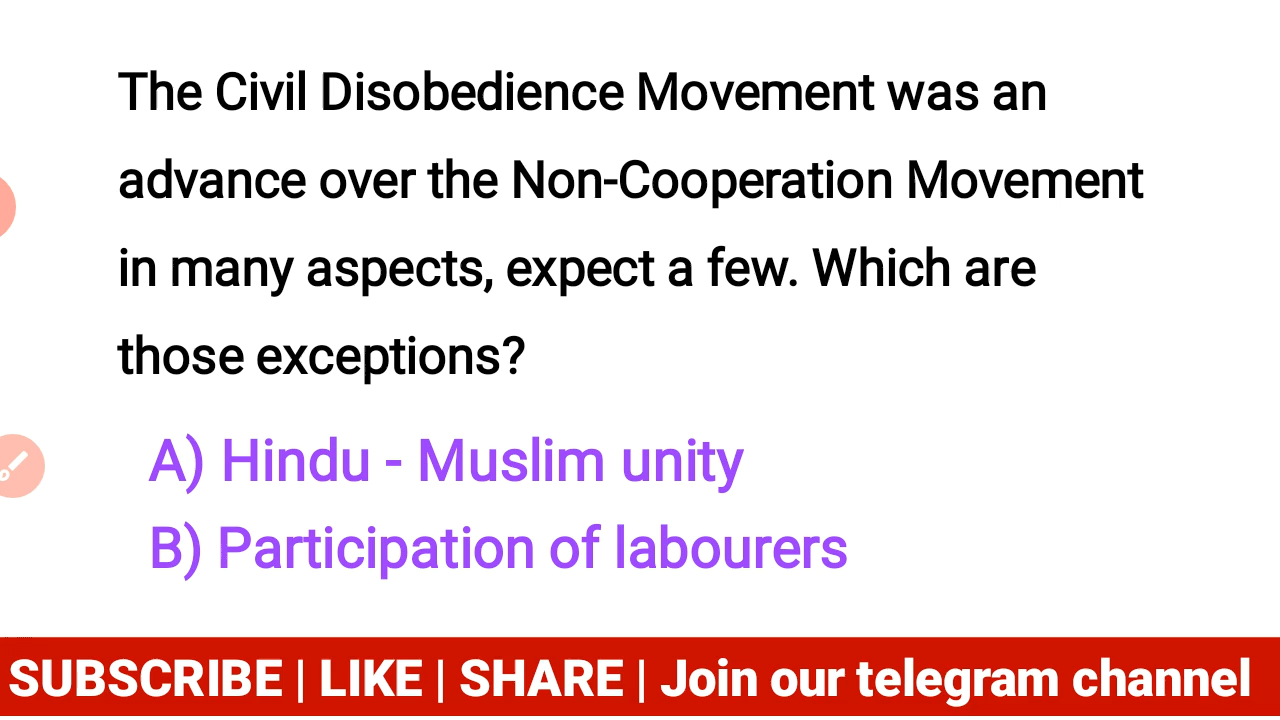 The Civil Disobedience Movement was an
advance over the Non-Cooperation Movement
in many aspects, expect a few. Which are
those exceptions?
A) Hindu - Muslim unity
B) Participation of labourers
SUBSCRIBE | LIKE | SHARE | Join our telegram channel